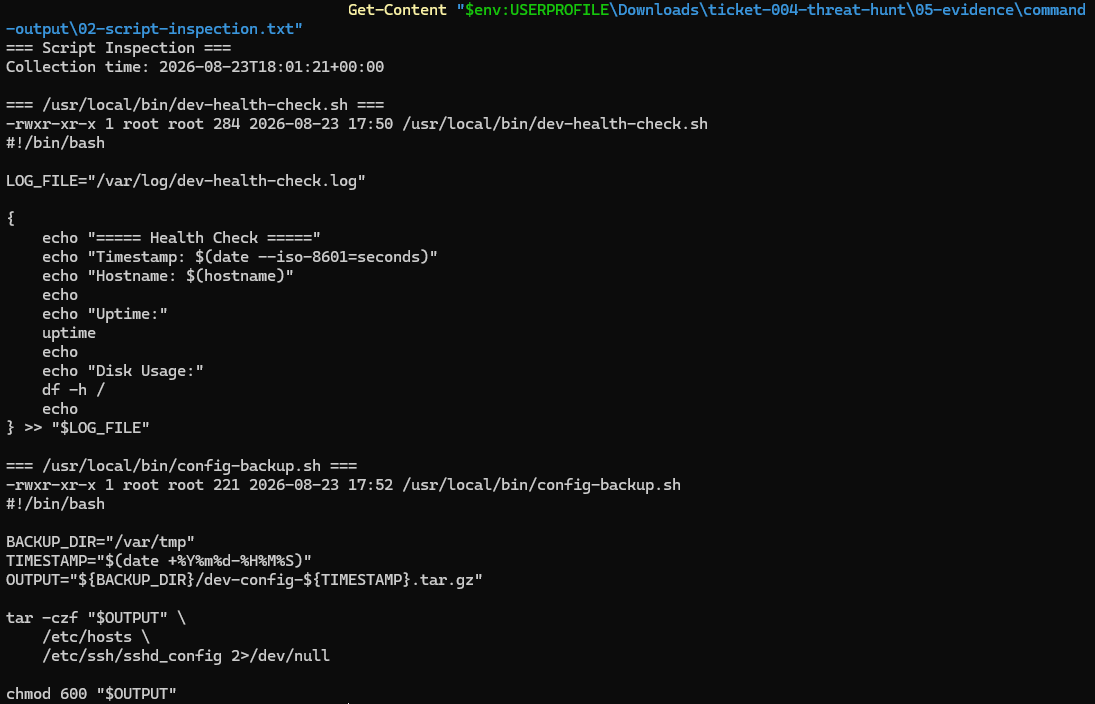 Get-Content "$env:USERPROFILE\Downloads\ticket-004-threat-hunt\05-evidence\command
-output\02-script-inspection.txt"
=== Script Inspection ===
Collection time: 2026-08-23T18:01:21+00:00

=== /usr/local/bin/dev-health-check.sh ===
-rwxr-xr-x 1 root root 284 2026-08-23 17:50 /usr/local/bin/dev-health-check.sh
#!/bin/bash

LOG_FILE="/var/log/dev-health-check.log"

{
    echo "===== Health Check ====="
    echo "Timestamp: $(date --iso-8601=seconds)"
    echo "Hostname: $(hostname)"
    echo
    echo "Uptime:"
    uptime
    echo
    echo "Disk Usage:"
    df -h /
    echo
} >> "$LOG_FILE"

=== /usr/local/bin/config-backup.sh ===
-rwxr-xr-x 1 root root 221 2026-08-23 17:52 /usr/local/bin/config-backup.sh
#!/bin/bash

BACKUP_DIR="/var/tmp"
TIMESTAMP="$(date +%Y%m%d-%H%M%S)"
OUTPUT="${BACKUP_DIR}/dev-config-${TIMESTAMP}.tar.gz"

tar -czf "$OUTPUT" \
    /etc/hosts \
    /etc/ssh/sshd_config 2>/dev/null

chmod 600 "$OUTPUT"